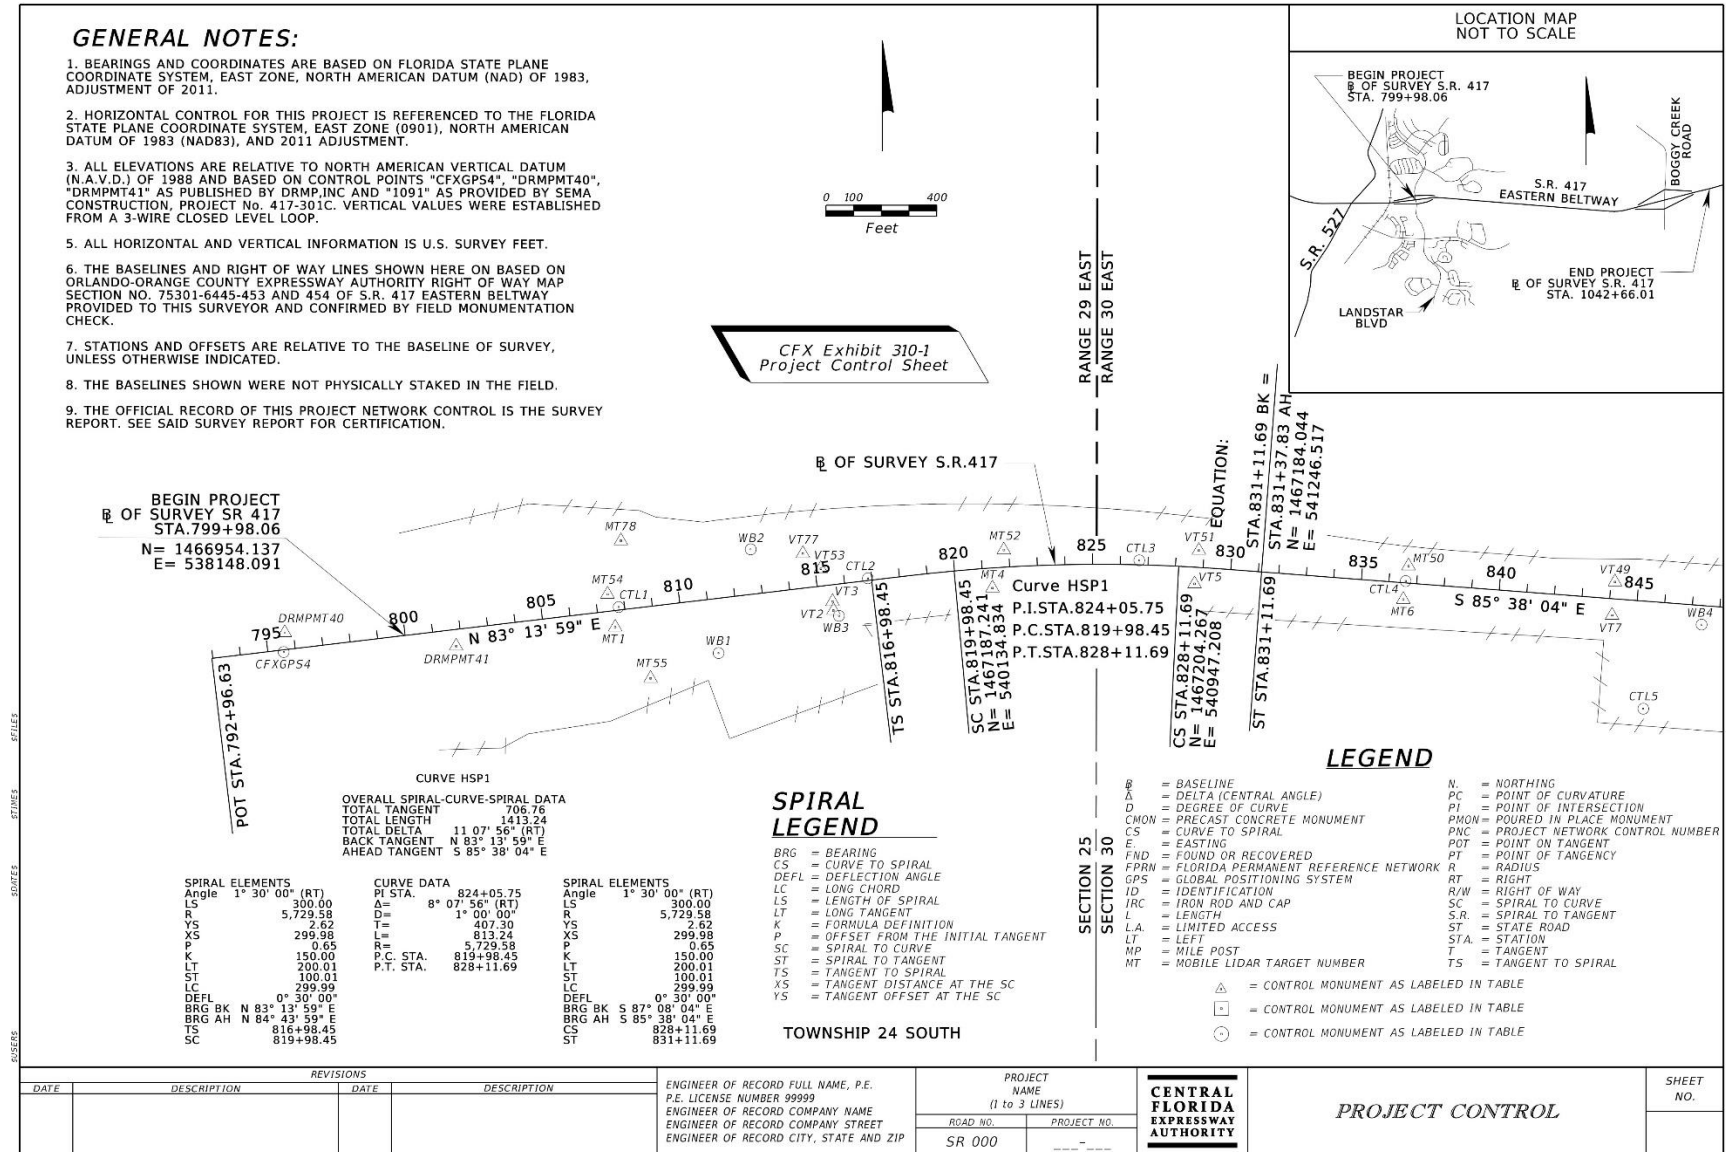 GENERAL NOTES:
1. BEARINGS AND COORDINATES ARE BASED ON FLORIDA STATE PLANE
COORDINATE SYSTEM, EAST ZONE, NORTH AMERICAN DATUM (NAD) OF 1983,
ADJUSTMENT OF 2011.
2. HORIZONTAL CONTROL FOR THIS PROJECT IS REFERENCED TO THE FLORIDA
STATE PLANE COORDINATE SYSTEM, EAST ZONE (0901), NORTH AMERICAN
DATUM OF 1983 (NAD83), AND 2011 ADJUSTMENT.
3. ALL ELEVATIONS ARE RELATIVE TO NORTH AMERICAN VERTICAL DATUM
(N.A.V.D.) OF 1988 AND BASED ON CONTROL POINTS "CFXGPS4", "DRMPMT40",
"DRMPMT41" AS PUBLISHED BY DRMP,INC AND "1091" AS PROVIDED BY SEMA
CONSTRUCTION, PROJECT No. 417-301C. VERTICAL VALUES WERE ESTABLISHED
FROM A 3-WIRE CLOSED LEVEL LOOP.
5. ALL HORIZONTAL AND VERTICAL INFORMATION IS U.S. SURVEY FEET.
6. THE BASELINES AND RIGHT OF WAY LINES SHOWN HERE ON BASED ON
ORLANDO-ORANGE COUNTY EXPRESSWAY AUTHORITY RIGHT OF WAY MAP
SECTION NO. 75301-6445-453 AND 454 OF S.R. 417 EASTERN BELTWAY
PROVIDED TO THIS SURVEYOR AND CONFIRMED BY FIELD MONUMENTATION
CHECK.
7. STATIONS AND OFFSETS ARE RELATIVE TO THE BASELINE OF SURVEY,
UNLESS OTHERWISE INDICATED.
8. THE BASELINES SHOWN WERE NOT PHYSICALLY STAKED IN THE FIELD.
9. THE OFFICIAL RECORD OF THIS PROJECT NETWORK CONTROL IS THE SURVEY
REPORT. SEE SAID SURVEY REPORT FOR CERTIFICATION.
0 100 400
Feet
CFX Exhibit 310-1
Project Control Sheet
RANGE 29 EAST
RANGE 30 EAST
LOCATION MAP
NOT TO SCALE
BEGIN PROJECT
BL OF SURVEY S.R. 417
STA. 799+98.06
BOGGY CREEK
ROAD
S.R. 417
EASTERN BELTWAY
S.R. 527
END PROJECT
BL OF SURVEY S.R. 417
STA. 1042+66.01
LANDSTAR
BLVD
BEGIN PROJECT
BL OF SURVEY SR 417
STA.799+98.06
N= 1466954.137
E= 538148.091
BL OF SURVEY S.R.417
EQUATION:
STA.831+11.69 BK =
STA.831+37.83 AH
N= 1467184.044
E= 541246.517
MT78
WB2
VT77
VT53
CTL2
MT52
CTL3
VT51
MT50
VT49
795
800
805
810
815
820
825
830
835
840
845
DRMPMT40
CFXGPS4
DRMPMT41
MT54
CTL1
MT1
MT55
WB1
VT3
VT2
WB3
MT4
VT5
CTL4
MT6
VT7
WB4
CTL5
N 83° 13' 59" E
S 85° 38' 04" E
POT STA.792+96.63
TS STA.816+98.45
SC STA.819+98.45
N= 1467187.241
E= 540134.834
Curve HSP1
P.I.STA.824+05.75
P.C.STA.819+98.45
P.T.STA.828+11.69
CS STA.828+11.69
N= 1467204.267
E= 540947.208
ST STA.831+11.69
CURVE HSP1
OVERALL SPIRAL-CURVE-SPIRAL DATA
TOTAL TANGENT 706.76
TOTAL LENGTH 1413.24
TOTAL DELTA 11 07' 56" (RT)
BACK TANGENT N 83° 13' 59" E
AHEAD TANGENT S 85° 38' 04" E
SPIRAL ELEMENTS
Angle 1° 30' 00" (RT)
LS 300.00
R 5,729.58
YS 2.62
XS 299.98
P 0.65
K 150.00
LT 200.01
ST 100.01
LC 299.99
DEFL 0° 30' 00"
BRG BK N 83° 13' 59" E
BRG AH N 84° 43' 59" E
TS 816+98.45
SC 819+98.45
CURVE DATA
PI STA. 824+05.75
Δ= 8° 07' 56" (RT)
D= 1° 00' 00"
T= 407.30
L= 813.24
R= 5,729.58
P.C. STA. 819+98.45
P.T. STA. 828+11.69
SPIRAL ELEMENTS
Angle 1° 30' 00" (RT)
LS 300.00
R 5,729.58
YS 2.62
XS 299.98
P 0.65
K 150.00
LT 200.01
ST 100.01
LC 299.99
DEFL 0° 30' 00"
BRG BK S 87° 08' 04" E
BRG AH S 85° 38' 04" E
CS 828+11.69
ST 831+11.69
SPIRAL
LEGEND
BRG = BEARING
CS = CURVE TO SPIRAL
DEFL = DEFLECTION ANGLE
LC = LONG CHORD
LS = LENGTH OF SPIRAL
LT = LONG TANGENT
K = FORMULA DEFINITION
P = OFFSET FROM THE INITIAL TANGENT
SC = SPIRAL TO CURVE
ST = SPIRAL TO TANGENT
TS = TANGENT TO SPIRAL
XS = TANGENT DISTANCE AT THE SC
YS = TANGENT OFFSET AT THE SC
TOWNSHIP 24 SOUTH
SECTION 25
SECTION 30
LEGEND
BL = BASELINE
Δ = DELTA (CENTRAL ANGLE)
D = DEGREE OF CURVE
CMON = PRECAST CONCRETE MONUMENT
CS = CURVE TO SPIRAL
E. = EASTING
FND = FOUND OR RECOVERED
FPRN = FLORIDA PERMANENT REFERENCE NETWORK
GPS = GLOBAL POSITIONING SYSTEM
ID = IDENTIFICATION
IRC = IRON ROD AND CAP
L = LENGTH
L.A. = LIMITED ACCESS
LT = LEFT
MP = MILE POST
MT = MOBILE LIDAR TARGET NUMBER
N. = NORTHING
PC = POINT OF CURVATURE
PI = POINT OF INTERSECTION
PMON= POURED IN PLACE MONUMENT
PNC = PROJECT NETWORK CONTROL NUMBER
POT = POINT ON TANGENT
PT = POINT OF TANGENCY
R = RADIUS
RT = RIGHT
R/W = RIGHT OF WAY
SC = SPIRAL TO CURVE
S.R. = SPIRAL TO TANGENT
ST = STATE ROAD
STA. = STATION
T = TANGENT
TS = TANGENT TO SPIRAL
= CONTROL MONUMENT AS LABELED IN TABLE
= CONTROL MONUMENT AS LABELED IN TABLE
= CONTROL MONUMENT AS LABELED IN TABLE
$FILES
$TIMES
$DATES
$USERS
REVISIONS
DATE DESCRIPTION DATE DESCRIPTION
ENGINEER OF RECORD FULL NAME, P.E.
P.E. LICENSE NUMBER 99999
ENGINEER OF RECORD COMPANY NAME
ENGINEER OF RECORD COMPANY STREET
ENGINEER OF RECORD CITY, STATE AND ZIP
PROJECT
NAME
(1 to 3 LINES)
ROAD NO. PROJECT NO.
SR 000 ___-___
CENTRAL
FLORIDA
EXPRESSWAY
AUTHORITY
PROJECT CONTROL
SHEET
NO.